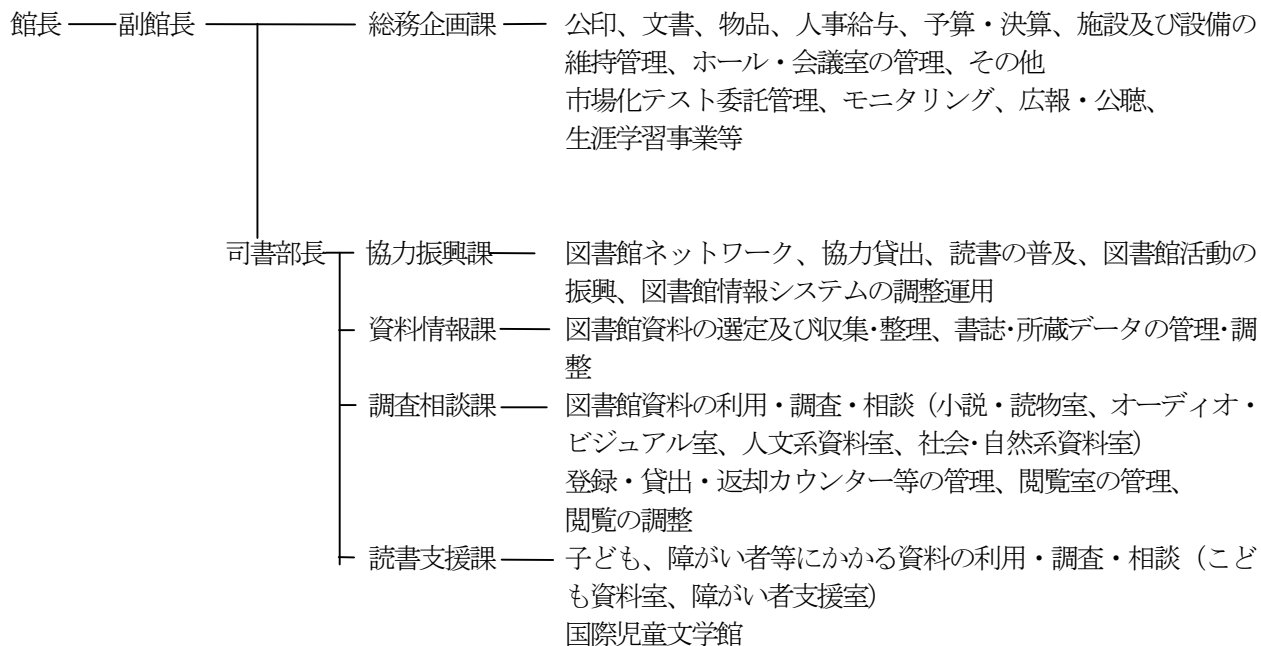 館長 副館長 総務企画課 公印、文書、物品、人事給与、予算・決算、施設及び設備の
維持管理、ホール・会議室の管理、その他
市場化テスト委託管理、モニタリング、広報・公聴、
生涯学習事業等
司書部長 協力振興課 図書館ネットワーク、協力貸出、読書の普及、図書館活動の
振興、図書館情報システムの調整運用
資料情報課 図書館資料の選定及び収集・整理、書誌・所蔵データの管理・調
整
調査相談課 図書館資料の利用・調査・相談（小説・読物室、オーディオ・
ビジュアル室、人文系資料室、社会・自然系資料室）
登録・貸出・返却カウンター等の管理、閲覧室の管理、
閲覧の調整
読書支援課 子ども、障がい者等にかかる資料の利用・調査・相談（こど
も資料室、障がい者支援室）
国際児童文学館